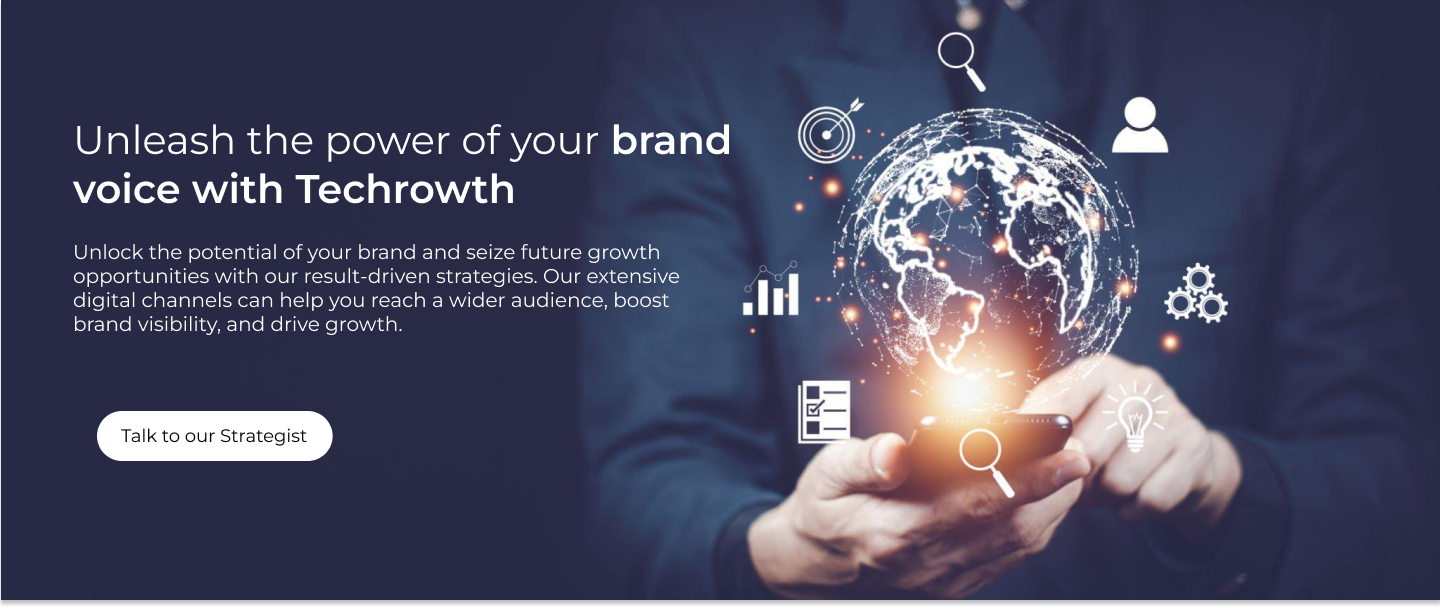 Unleash the power of your brand
voice with Techrowth
Unlock the potential of your brand and seize future growth
opportunities with our result-driven strategies. Our extensive
digital channels can help you reach a wider audience, boost
brand visibility, and drive growth.
Talk to our Strategist